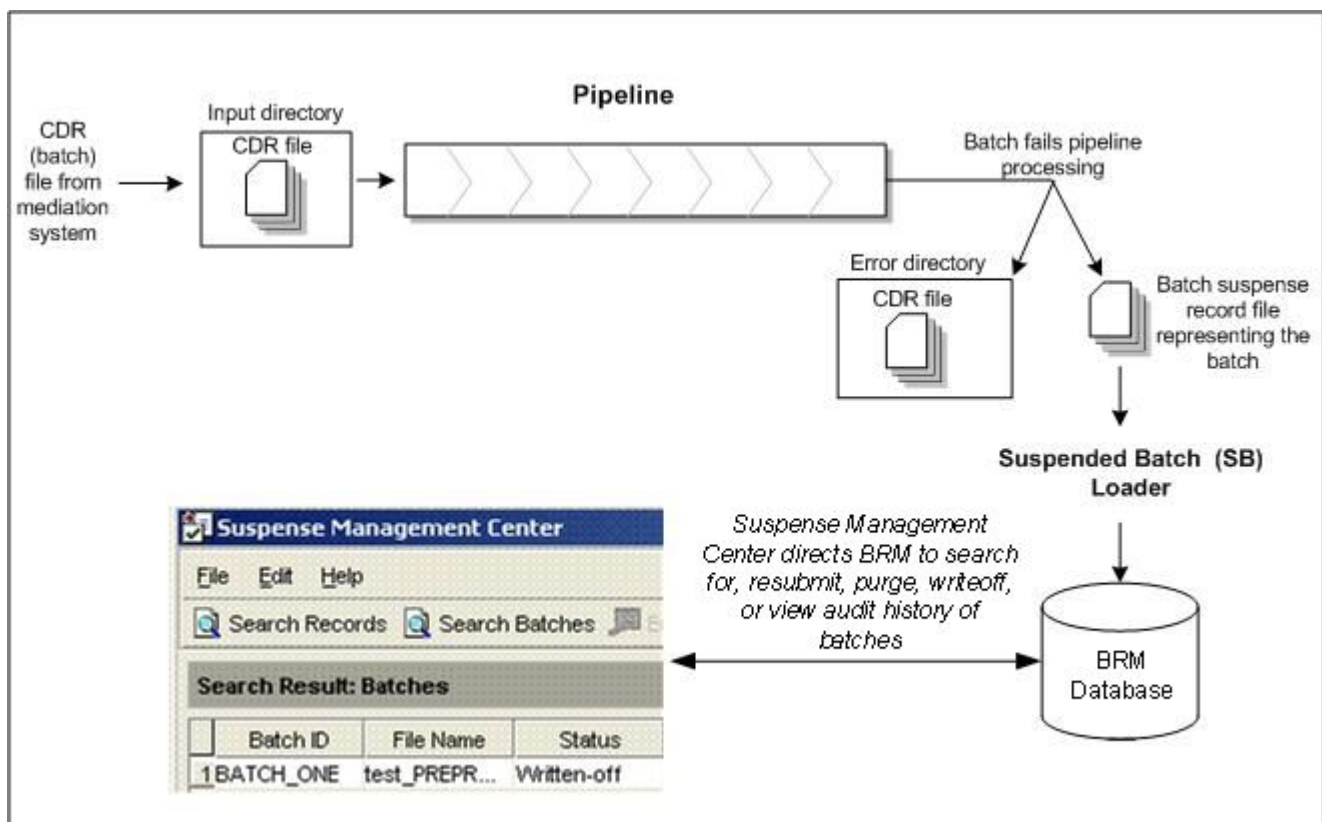 Pipeline
CDR
(batch)
file from
mediation
system
Input directory
CDR file
Batch fails pipeline
processing
Error directory
CDR file
Batch suspense
record file
representing the
batch
Suspended Batch (SB)
Loader
Suspense Management
Center directs BRM to search
for, resubmit, purge, writeoff,
or view audit history of
batches
BRM
Database
Suspense Management Center
File Edit Help
Search Records Search Batches
Search Result: Batches
Batch ID File Name Status
1 BATCH_ONE test_PREPR... Written-off